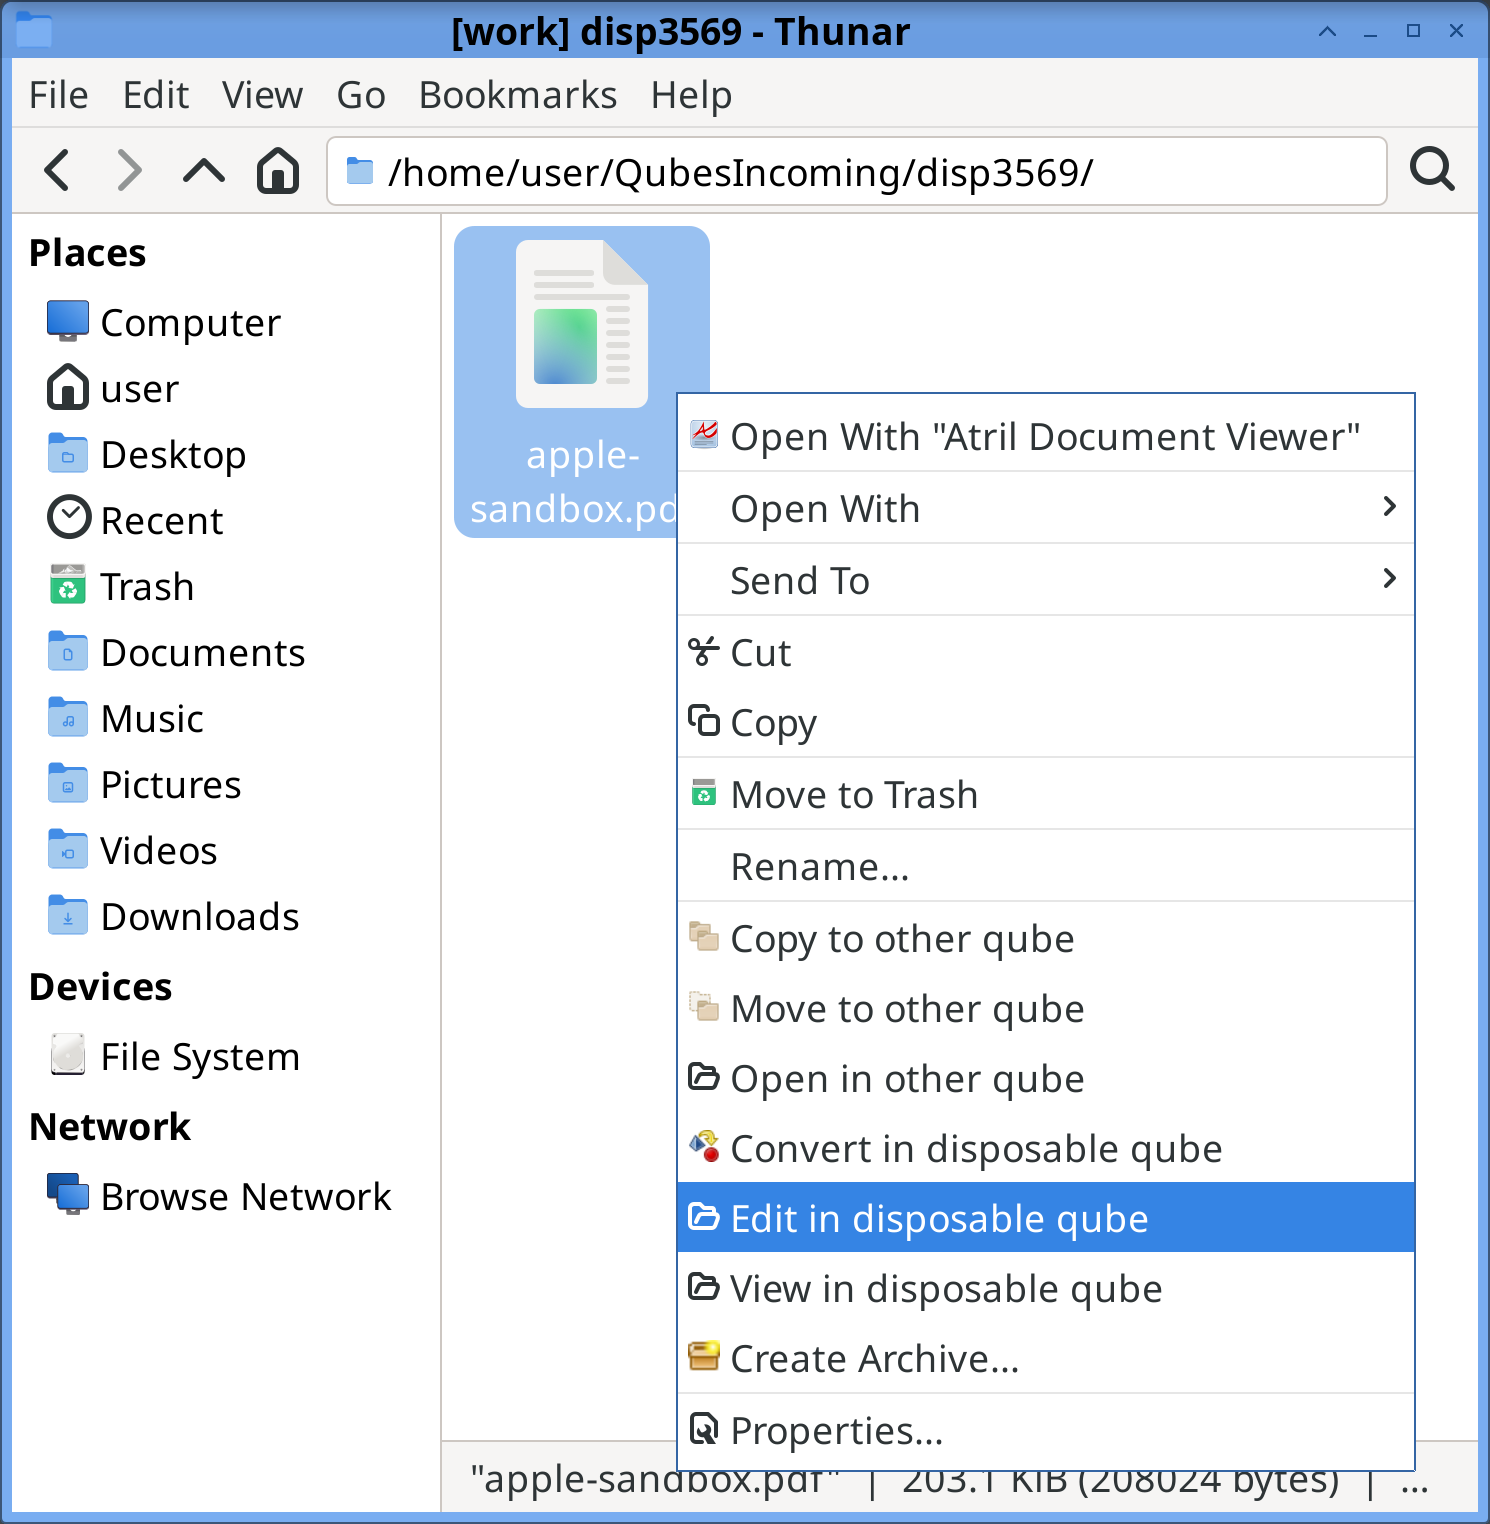 [work] disp3569 - Thunar
File Edit View Go Bookmarks Help
/home/user/QubesIncoming/disp3569/
Places
Computer
user
Desktop
Recent
Trash
Documents
Music
Pictures
Videos
Downloads
Devices
File System
Network
Browse Network
apple-
sandbox.pd
Open With "Atril Document Viewer"
Open With
Send To
Cut
Copy
Move to Trash
Rename...
Copy to other qube
Move to other qube
Open in other qube
Convert in disposable qube
Edit in disposable qube
View in disposable qube
Create Archive...
Properties...
"apple-sandbox.pdf" | 203.1 KiB (208024 bytes) | ...